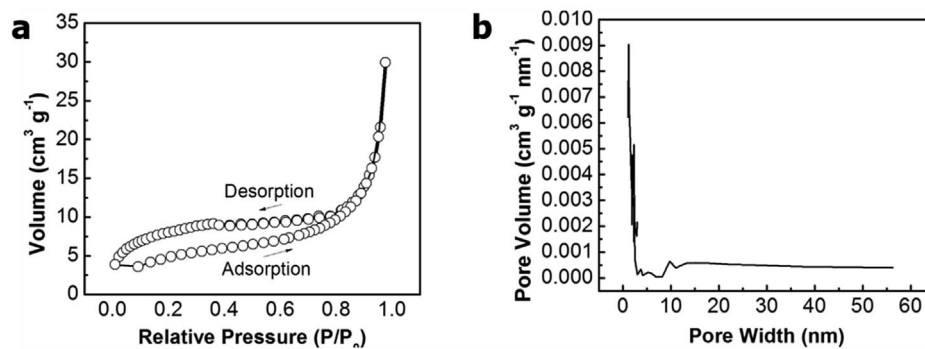 a
35
30
25
20
15
10
5
0
Volume (cm³ g⁻¹)
Desorption
Adsorption
0.0 0.2 0.4 0.6 0.8 1.0
Relative Pressure (P/P₀)
b
0.010
0.009
0.008
0.007
0.006
0.005
0.004
0.003
0.002
0.001
0.000
Pore Volume (cm³ g⁻¹ nm⁻¹)
0 10 20 30 40 50 60
Pore Width (nm)